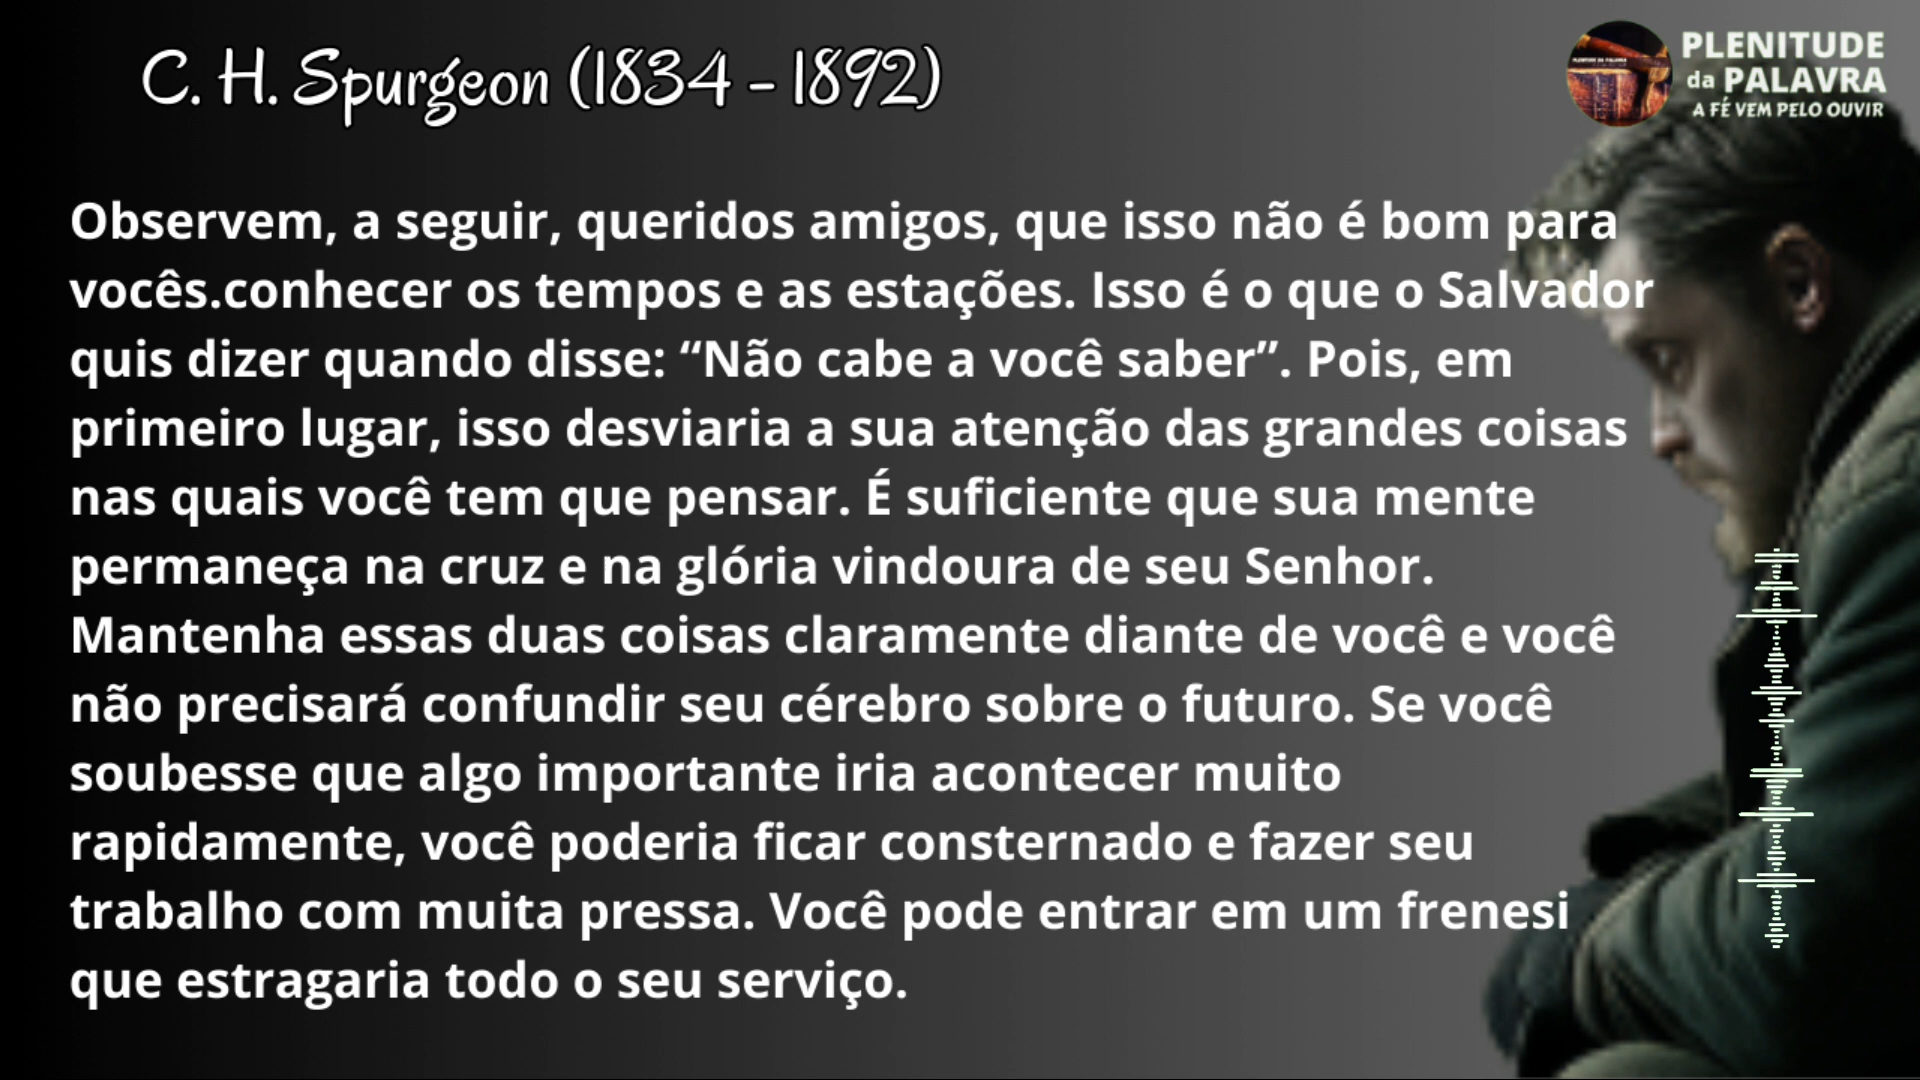 C. H. Spurgeon (1834 - 1892)
PLENITUDE
da PALAVRA
A FÉ VEM PELO OUVIR
Observem, a seguir, queridos amigos, que isso não é bom para
vocês.conhecer os tempos e as estações. Isso é o que o Salvador
quis dizer quando disse: “Não cabe a você saber”. Pois, em
primeiro lugar, isso desviaria a sua atenção das grandes coisas
nas quais você tem que pensar. É suficiente que sua mente
permaneça na cruz e na glória vindoura de seu Senhor.
Mantenha essas duas coisas claramente diante de você e você
não precisará confundir seu cérebro sobre o futuro. Se você
soubesse que algo importante iria acontecer muito
rapidamente, você poderia ficar consternado e fazer seu
trabalho com muita pressa. Você pode entrar em um frenesi
que estragaria todo o seu serviço.